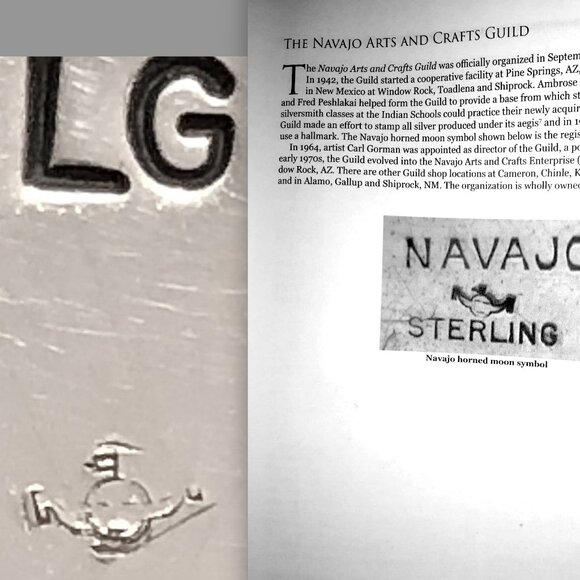 LG
THE NAVAJO ARTS AND CRAFTS GUILD
The Navajo Arts and Crafts Guild was officially organized in Septem
In 1942, the Guild started a cooperative facility at Pine Springs, AZ,
in New Mexico at Window Rock, Toadlena and Shiprock. Ambrose
and Fred Peshlakai helped form the Guild to provide a base from which st
silversmith classes at the Indian Schools could practice their newly acquir
Guild made an effort to stamp all silver produced under its aegis⁷ and in 19
use a hallmark. The Navajo horned moon symbol shown below is the regis
In 1964, artist Carl Gorman was appointed as director of the Guild, a po
early 1970s, the Guild evolved into the Navajo Arts and Crafts Enterprise (
dow Rock, AZ. There are other Guild shop locations at Cameron, Chinle, K
and in Alamo, Gallup and Shiprock, NM. The organization is wholly owned
NAVAJO
STERLING
Navajo horned moon symbol